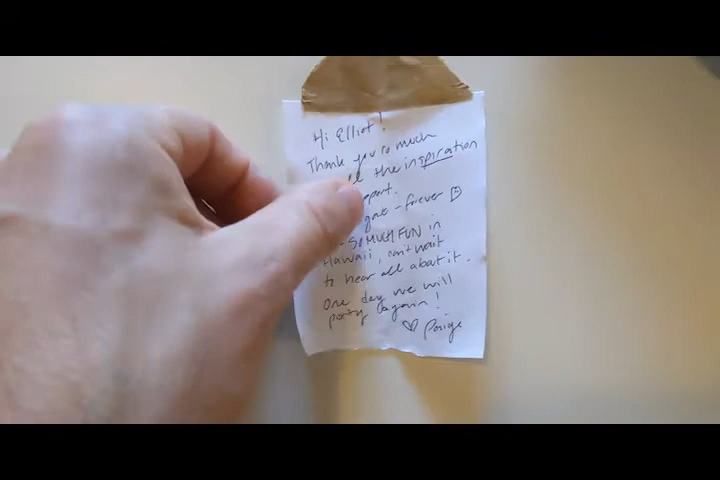 Hi Elliot!
Thank you so much
the inspiration
- forever
SO MUCH FUN in
Hawaii, can't wait
to hear all about it.
One day we will
party again!
♡ Paige